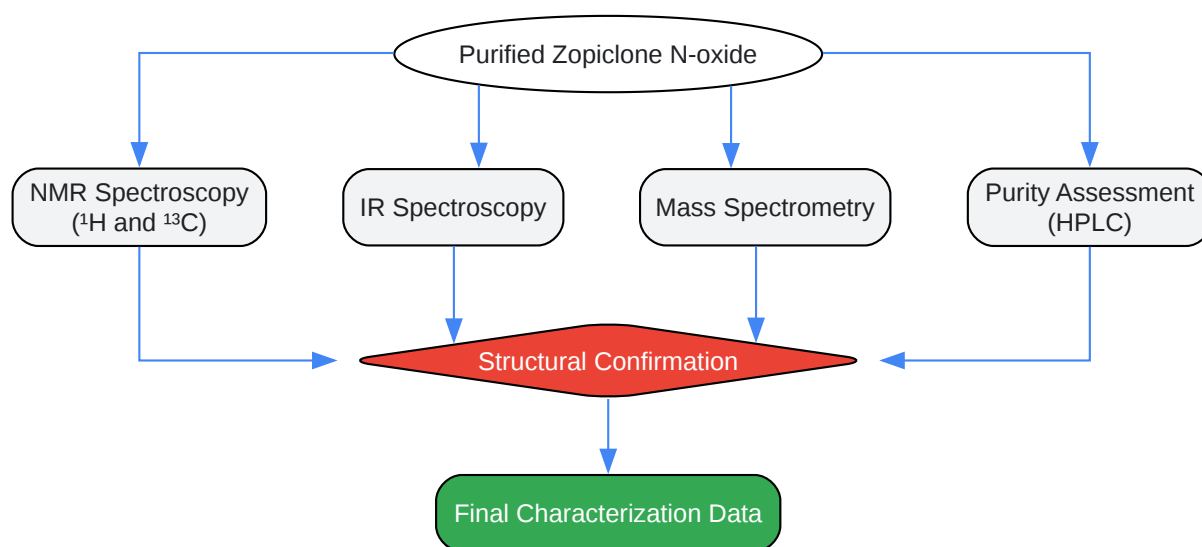 Purified Zopiclone N-oxide
NMR Spectroscopy
(¹H and ¹³C)
IR Spectroscopy
Mass Spectrometry
Purity Assessment
(HPLC)
Structural Confirmation
Final Characterization Data